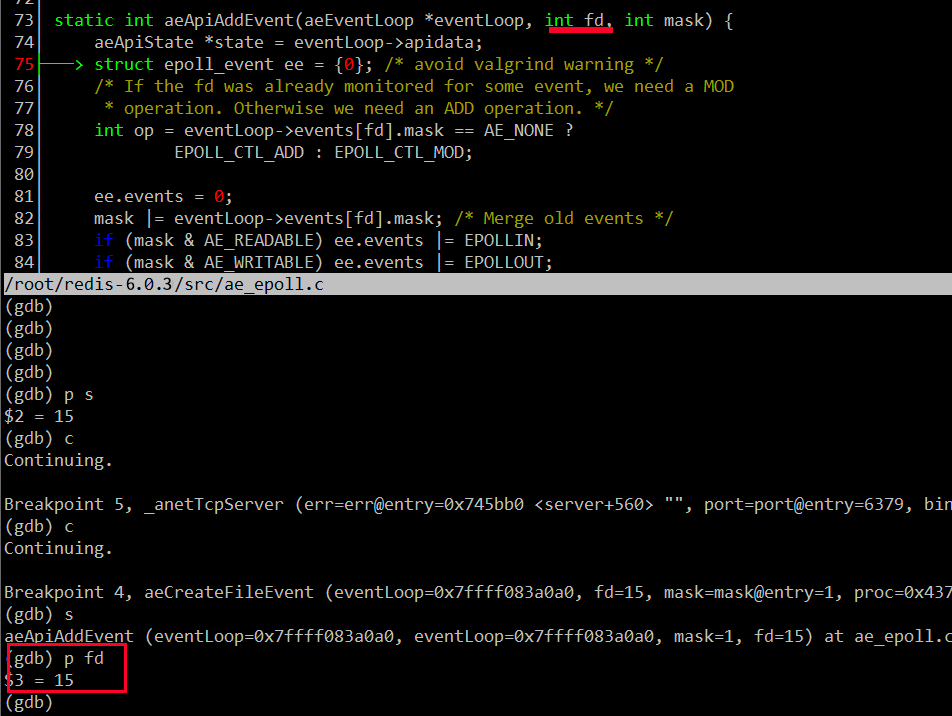 72
73 static int aeApiAddEvent(aeEventLoop *eventLoop, int fd, int mask) {
74     aeApiState *state = eventLoop->apidata;
75 ───> struct epoll_event ee = {0}; /* avoid valgrind warning */
76     /* If the fd was already monitored for some event, we need a MOD
77      * operation. Otherwise we need an ADD operation. */
78     int op = eventLoop->events[fd].mask == AE_NONE ?
79             EPOLL_CTL_ADD : EPOLL_CTL_MOD;
80
81     ee.events = 0;
82     mask |= eventLoop->events[fd].mask; /* Merge old events */
83     if (mask & AE_READABLE) ee.events |= EPOLLIN;
84     if (mask & AE_WRITABLE) ee.events |= EPOLLOUT;
/root/redis-6.0.3/src/ae_epoll.c
(gdb)
(gdb)
(gdb)
(gdb)
(gdb) p s
$2 = 15
(gdb) c
Continuing.
Breakpoint 5, _anetTcpServer (err=err@entry=0x745bb0 <server+560> "", port=port@entry=6379, bin
(gdb) c
Continuing.
Breakpoint 4, aeCreateFileEvent (eventLoop=0x7ffff083a0a0, fd=15, mask=mask@entry=1, proc=0x437
(gdb) s
aeApiAddEvent (eventLoop=0x7ffff083a0a0, eventLoop=0x7ffff083a0a0, mask=1, fd=15) at ae_epoll.c
(gdb) p fd
$3 = 15
(gdb)